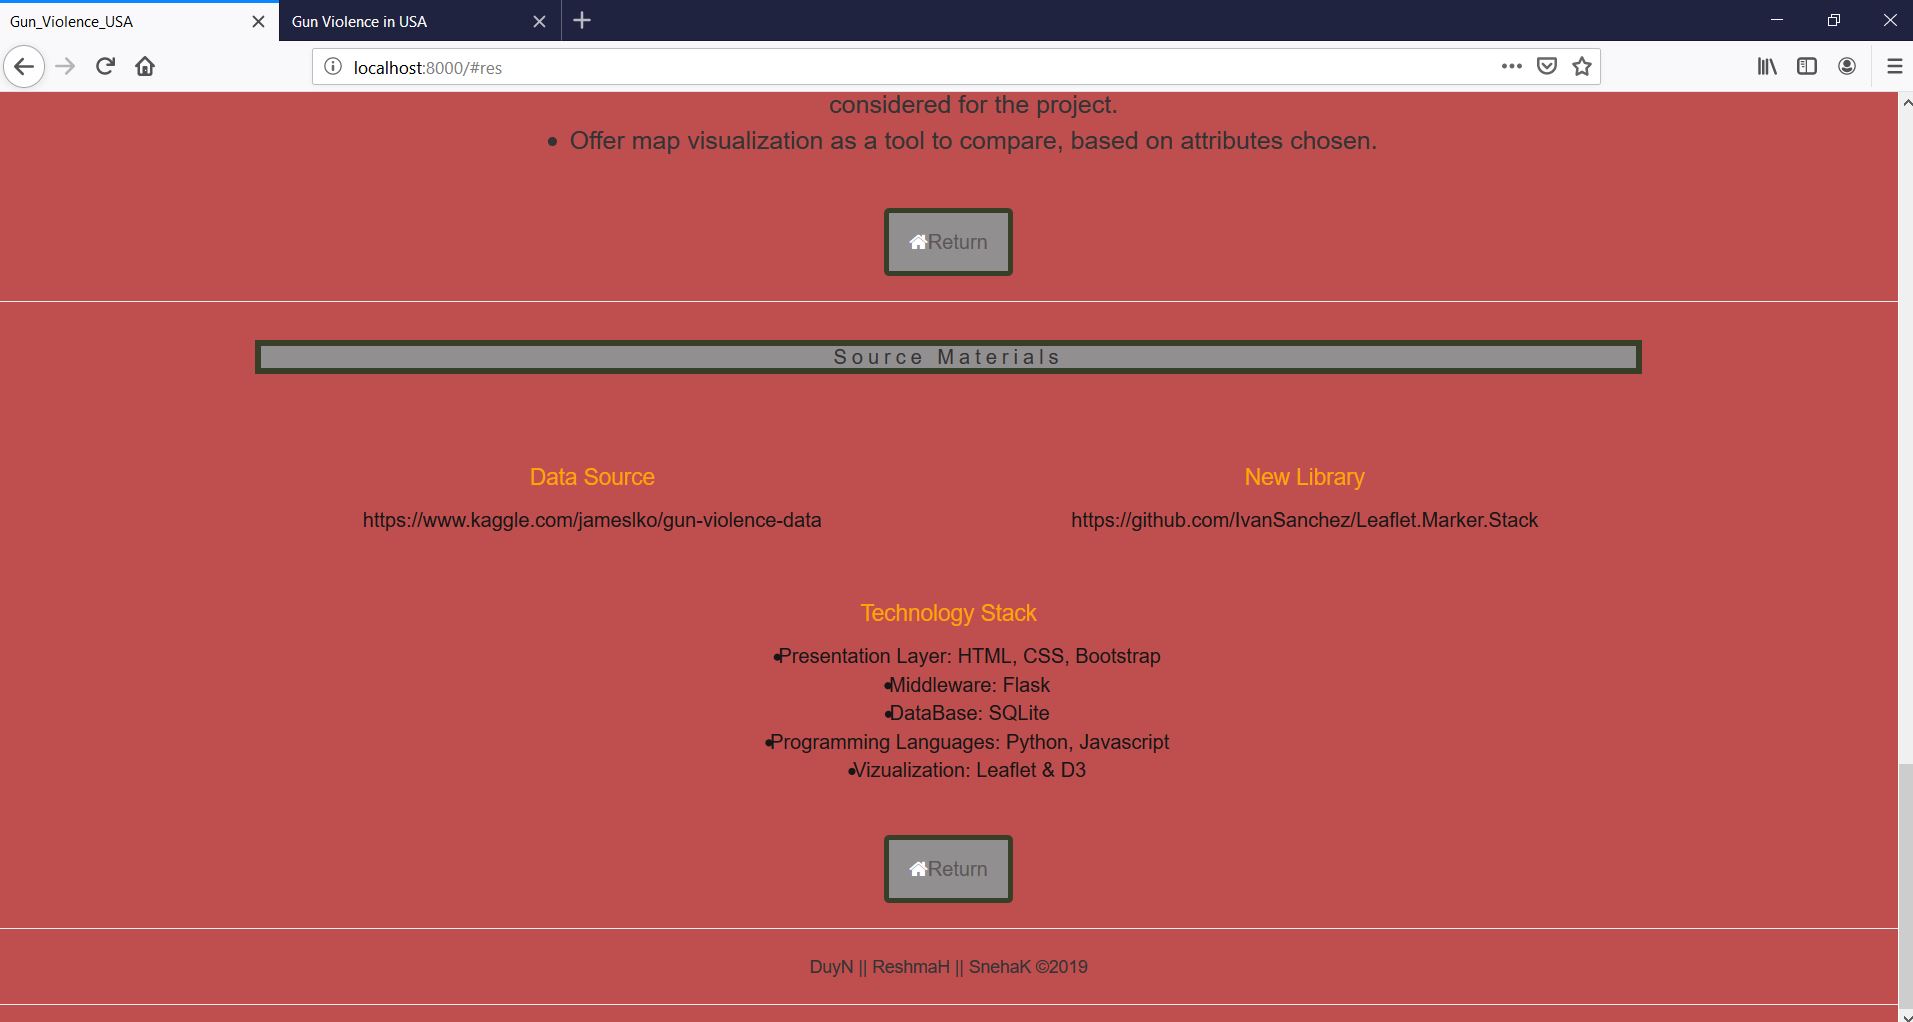 Gun_Violence_USA
Gun Violence in USA
localhost:8000/#res
considered for the project.
• Offer map visualization as a tool to compare, based on attributes chosen.
Return
Source Materials
Data Source
https://www.kaggle.com/jameslko/gun-violence-data
New Library
https://github.com/IvanSanchez/Leaflet.Marker.Stack
Technology Stack
•Presentation Layer: HTML, CSS, Bootstrap
•Middleware: Flask
•DataBase: SQLite
•Programming Languages: Python, Javascript
•Vizualization: Leaflet & D3
Return
DuyN || ReshmaH || SnehaK ©2019